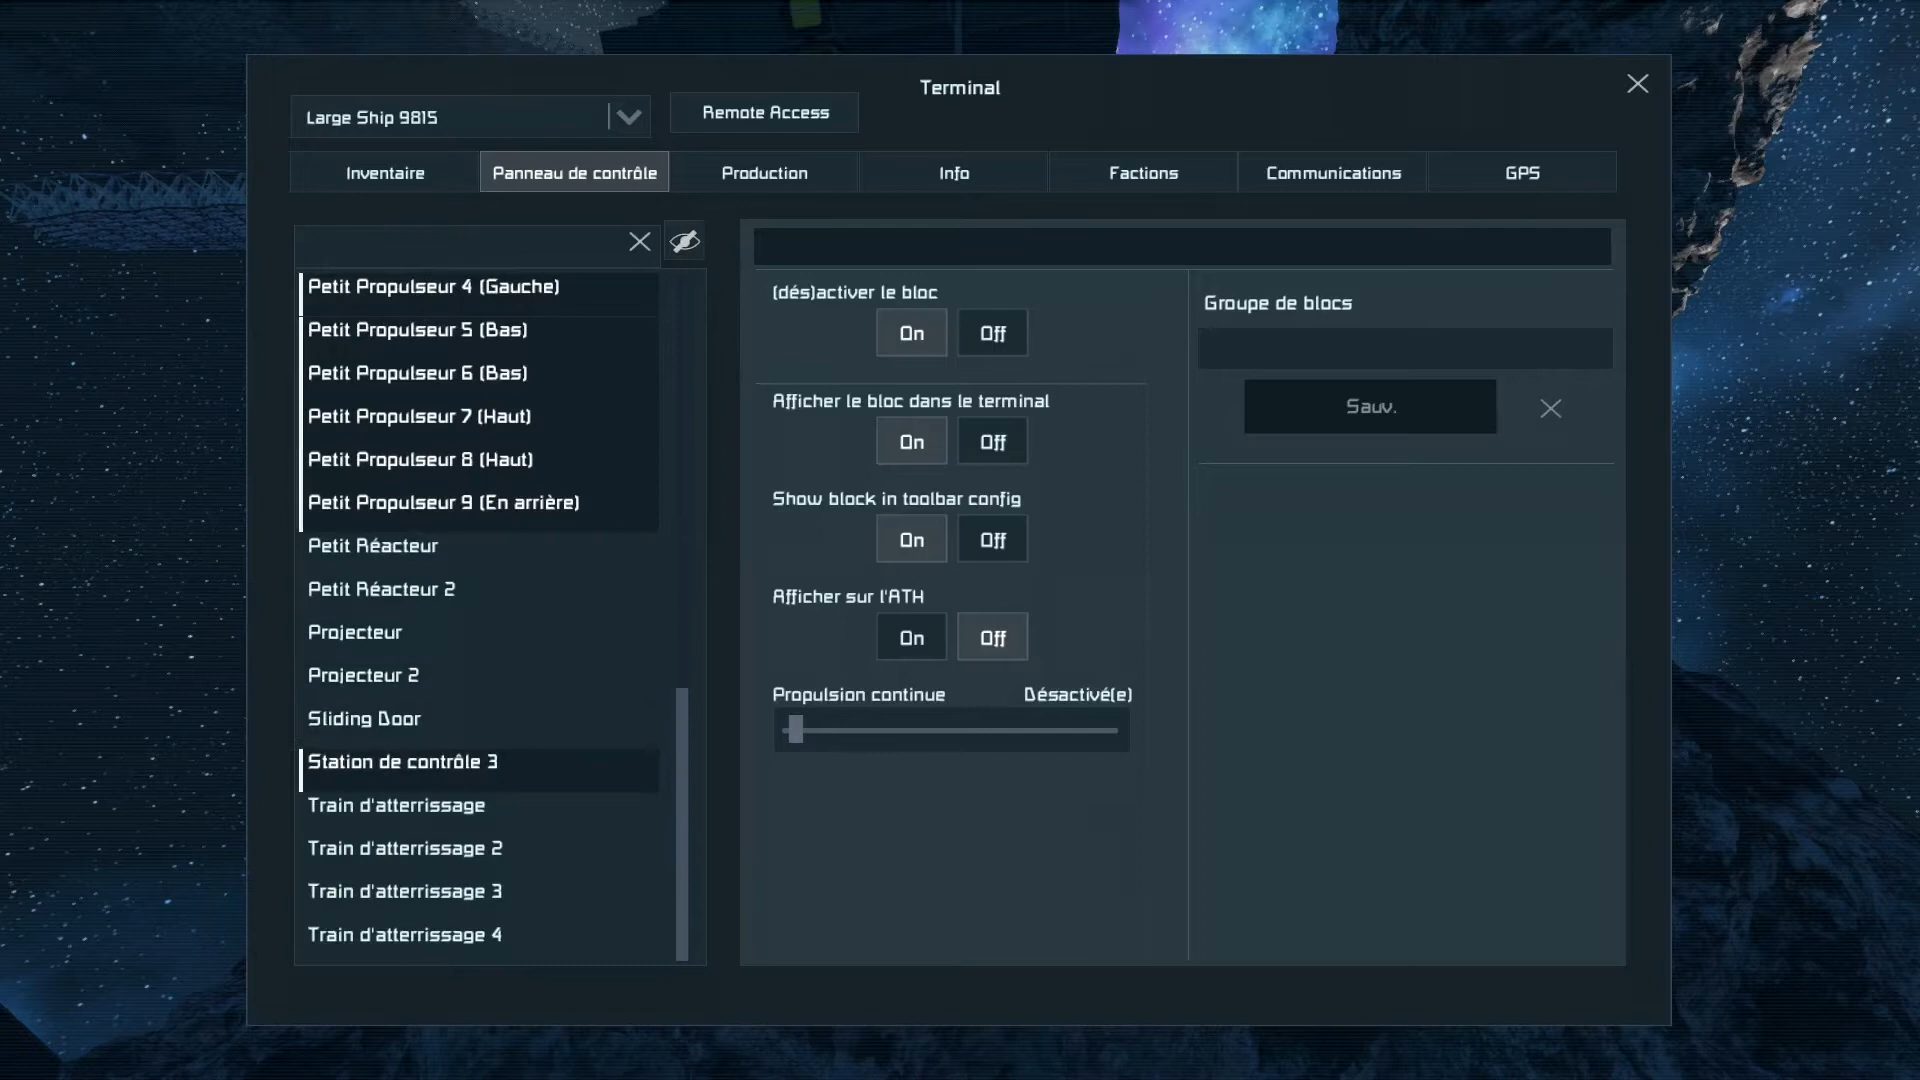 Terminal
Large Ship 9815
Remote Access
Inventaire
Panneau de contrôle
Production
Info
Factions
Communications
GPS
Petit Propulseur 4 (Gauche)
Petit Propulseur 5 (Bas)
Petit Propulseur 6 (Bas)
Petit Propulseur 7 (Haut)
Petit Propulseur 8 (Haut)
Petit Propulseur 9 (En arrière)
Petit Réacteur
Petit Réacteur 2
Projecteur
Projecteur 2
Sliding Door
Station de contrôle 3
Train d'atterrissage
Train d'atterrissage 2
Train d'atterrissage 3
Train d'atterrissage 4
(dés)activer le bloc
On Off
Afficher le bloc dans le terminal
On Off
Show block in toolbar config
On Off
Afficher sur l'ATH
On Off
Propulsion continue Désactivé(e)
Groupe de blocs
Sauv.